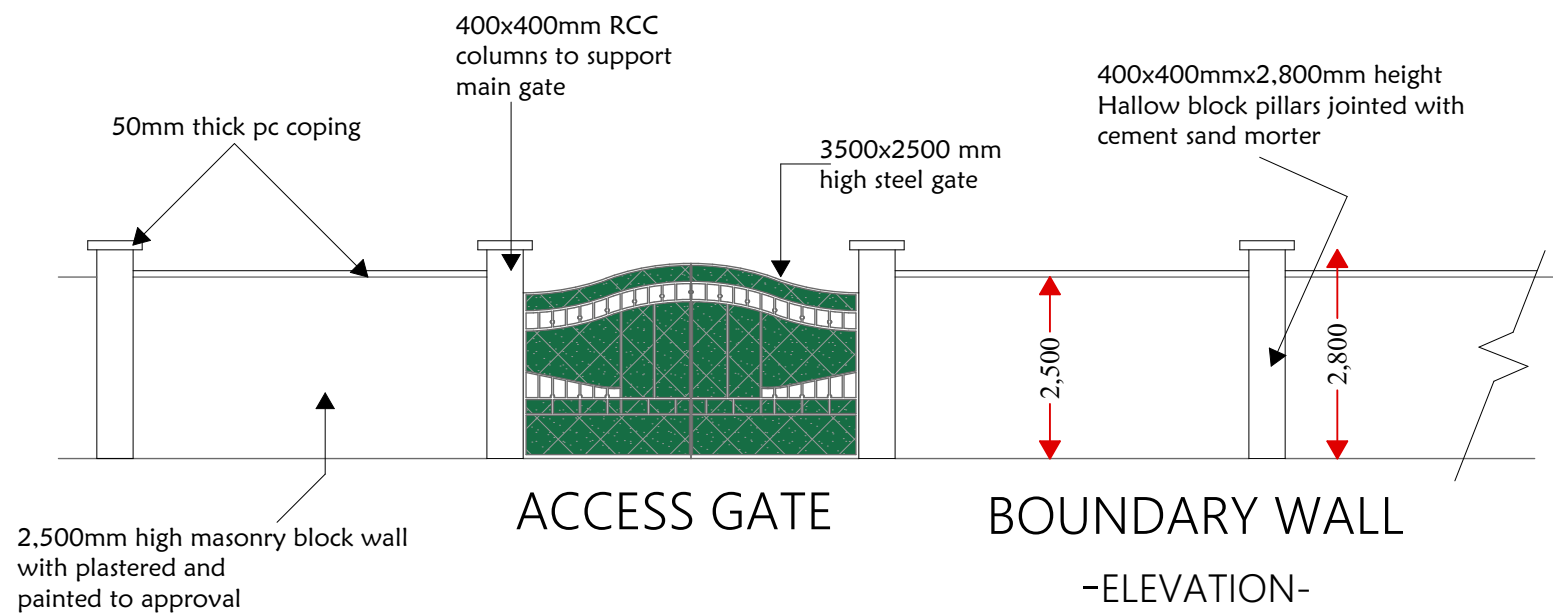 400x400mm RCC
columns to support
main gate
400x400mmx2,800mm height
Hallow block pillars jointed with
cement sand morter
50mm thick pc coping
3500x2500 mm
high steel gate
2,500
2,800
ACCESS GATE
BOUNDARY WALL
-ELEVATION-
2,500mm high masonry block wall
with plastered and
painted to approval